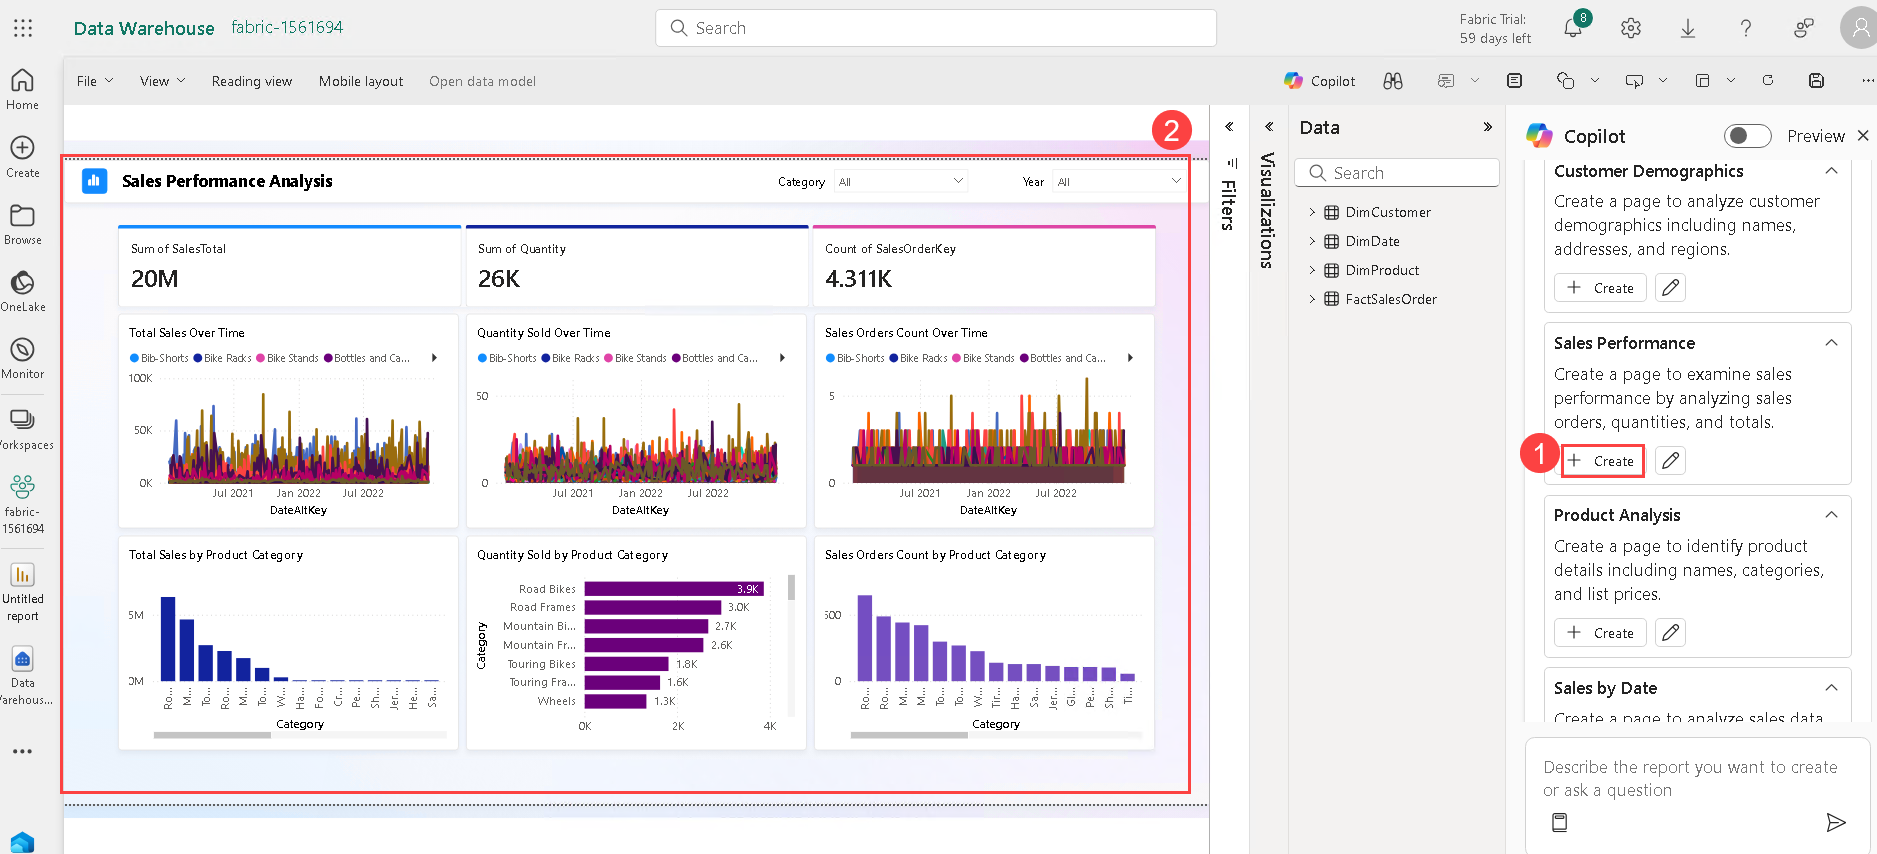 Data Warehouse
fabric-1561694
Search
Fabric Trial:
59 days left
8
File
View
Reading view
Mobile layout
Open data model
Copilot
Home
Create
Browse
OneLake
Monitor
orkspaces
fabric-
1561694
Untitled
report
Data
arehous...
2
Sales Performance Analysis
Category
All
Year
All
Sum of SalesTotal
20M
Sum of Quantity
26K
Count of SalesOrderKey
4.311K
Total Sales Over Time
Bib-Shorts Bike Racks Bike Stands Bottles and Ca...
100K
50K
0K
Jul 2021 Jan 2022 Jul 2022
DateAltKey
Quantity Sold Over Time
Bib-Shorts Bike Racks Bike Stands Bottles and Ca...
50
0
Jul 2021 Jan 2022 Jul 2022
DateAltKey
Sales Orders Count Over Time
Bib-Shorts Bike Racks Bike Stands Bottles and Ca...
5
0
Jul 2021 Jan 2022 Jul 2022
DateAltKey
Total Sales by Product Category
5M
0M
Ro... M... To... Ro... M... To... W... Ha... Fo... Cr... Pe... Sh... Jer... He... Sa...
Category
Quantity Sold by Product Category
Category
Road Bikes 3.9K
Road Frames 3.0K
Mountain Bi... 2.7K
Mountain Fr... 2.6K
Touring Bikes 1.8K
Touring Fra... 1.6K
Wheels 1.3K
0K 2K 4K
Sales Orders Count by Product Category
500
0
Ro... Ro... M... M... To... To... W... Tir... Ha... Sa... Jer... Gl... Pe... Sh... Ti...
Category
Filters
Visualizations
Data
Search
DimCustomer
DimDate
DimProduct
FactSalesOrder
Copilot
Preview
Customer Demographics
Create a page to analyze customer
demographics including names,
addresses, and regions.
Create
Sales Performance
Create a page to examine sales
performance by analyzing sales
orders, quantities, and totals.
1
Create
Product Analysis
Create a page to identify product
details including names, categories,
and list prices.
Create
Sales by Date
Create a page to analyze sales data
Describe the report you want to create
or ask a question